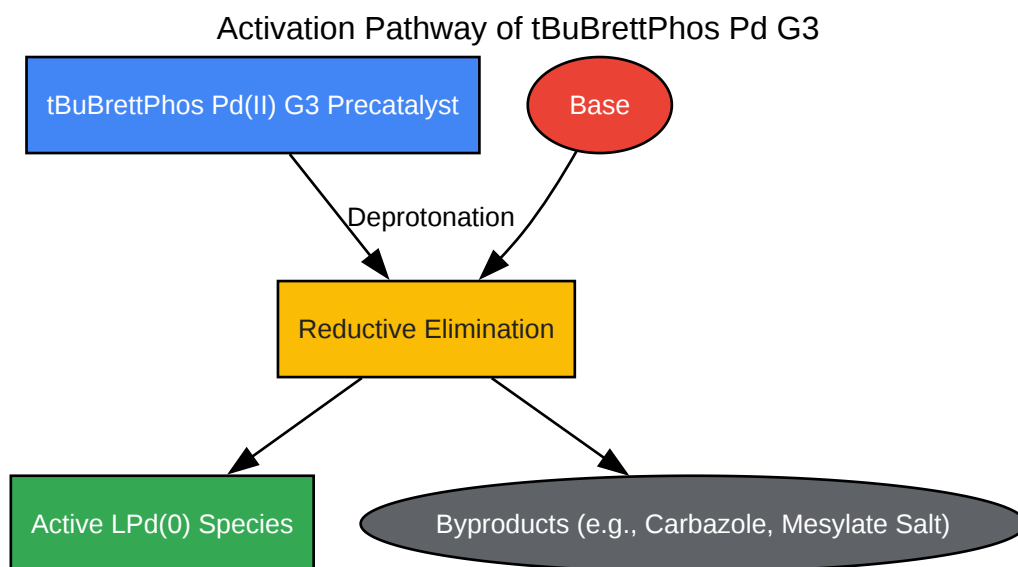 Activation Pathway of tBuBrettPhos Pd G3
tBuBrettPhos Pd(II) G3 Precatalyst
Base
Deprotonation
Reductive Elimination
Active LPd(0) Species
Byproducts (e.g., Carbazole, Mesylate Salt)